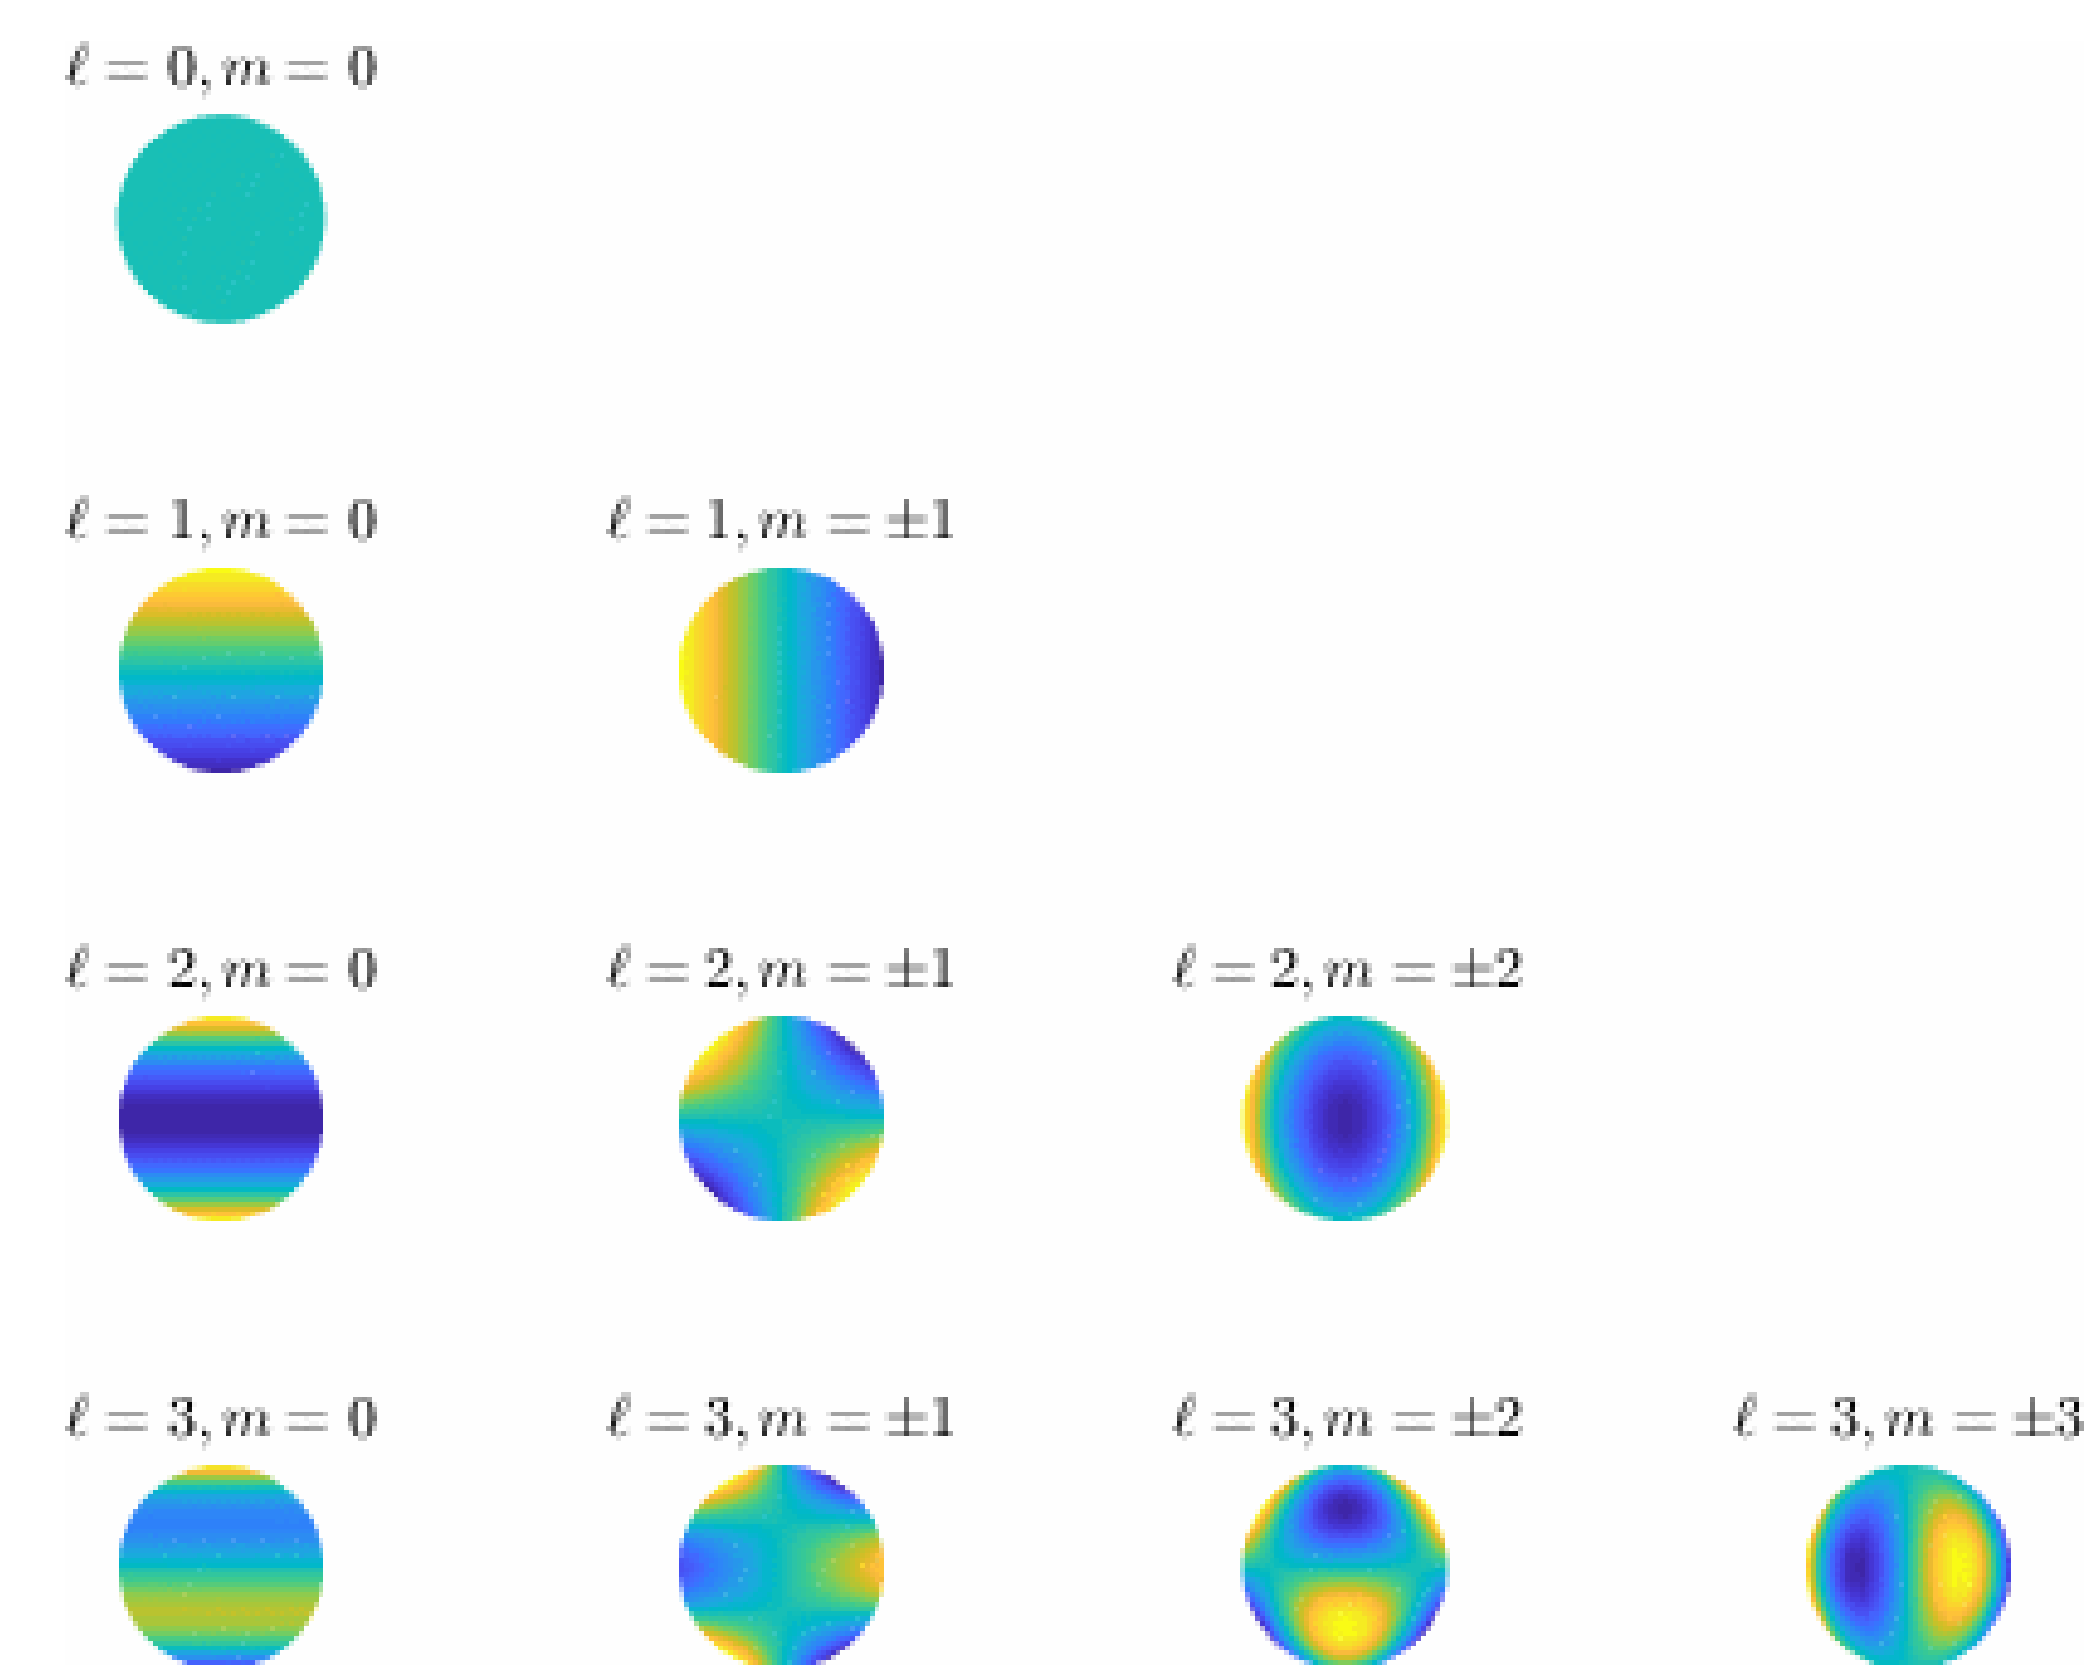 ℓ = 0, m = 0
ℓ = 1, m = 0
ℓ = 1, m = ±1
ℓ = 2, m = 0
ℓ = 2, m = ±1
ℓ = 2, m = ±2
ℓ = 3, m = 0
ℓ = 3, m = ±1
ℓ = 3, m = ±2
ℓ = 3, m = ±3